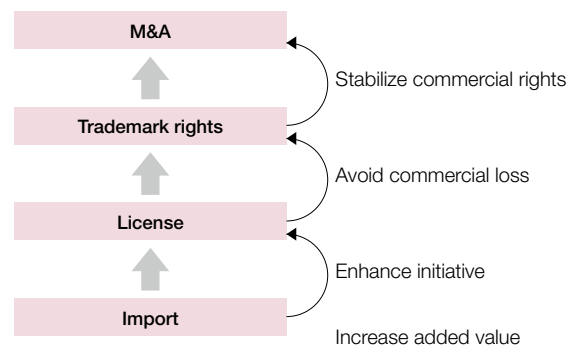 M&A
Stabilize commercial rights
Trademark rights
Avoid commercial loss
License
Enhance initiative
Import
Increase added value